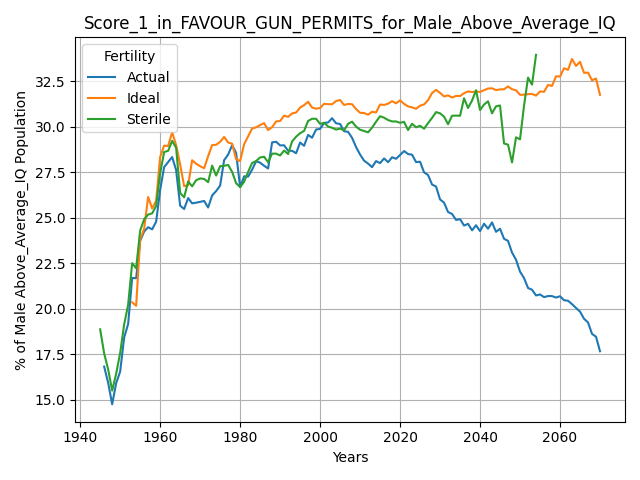 Score_1_in_FAVOUR_GUN_PERMITS_for_Male_Above_Average_IQ
Fertility
Actual
Ideal
Sterile
% of Male Above_Average_IQ Population
32.5
30.0
27.5
25.0
22.5
20.0
17.5
15.0
1940
1960
1980
2000
2020
2040
2060
Years